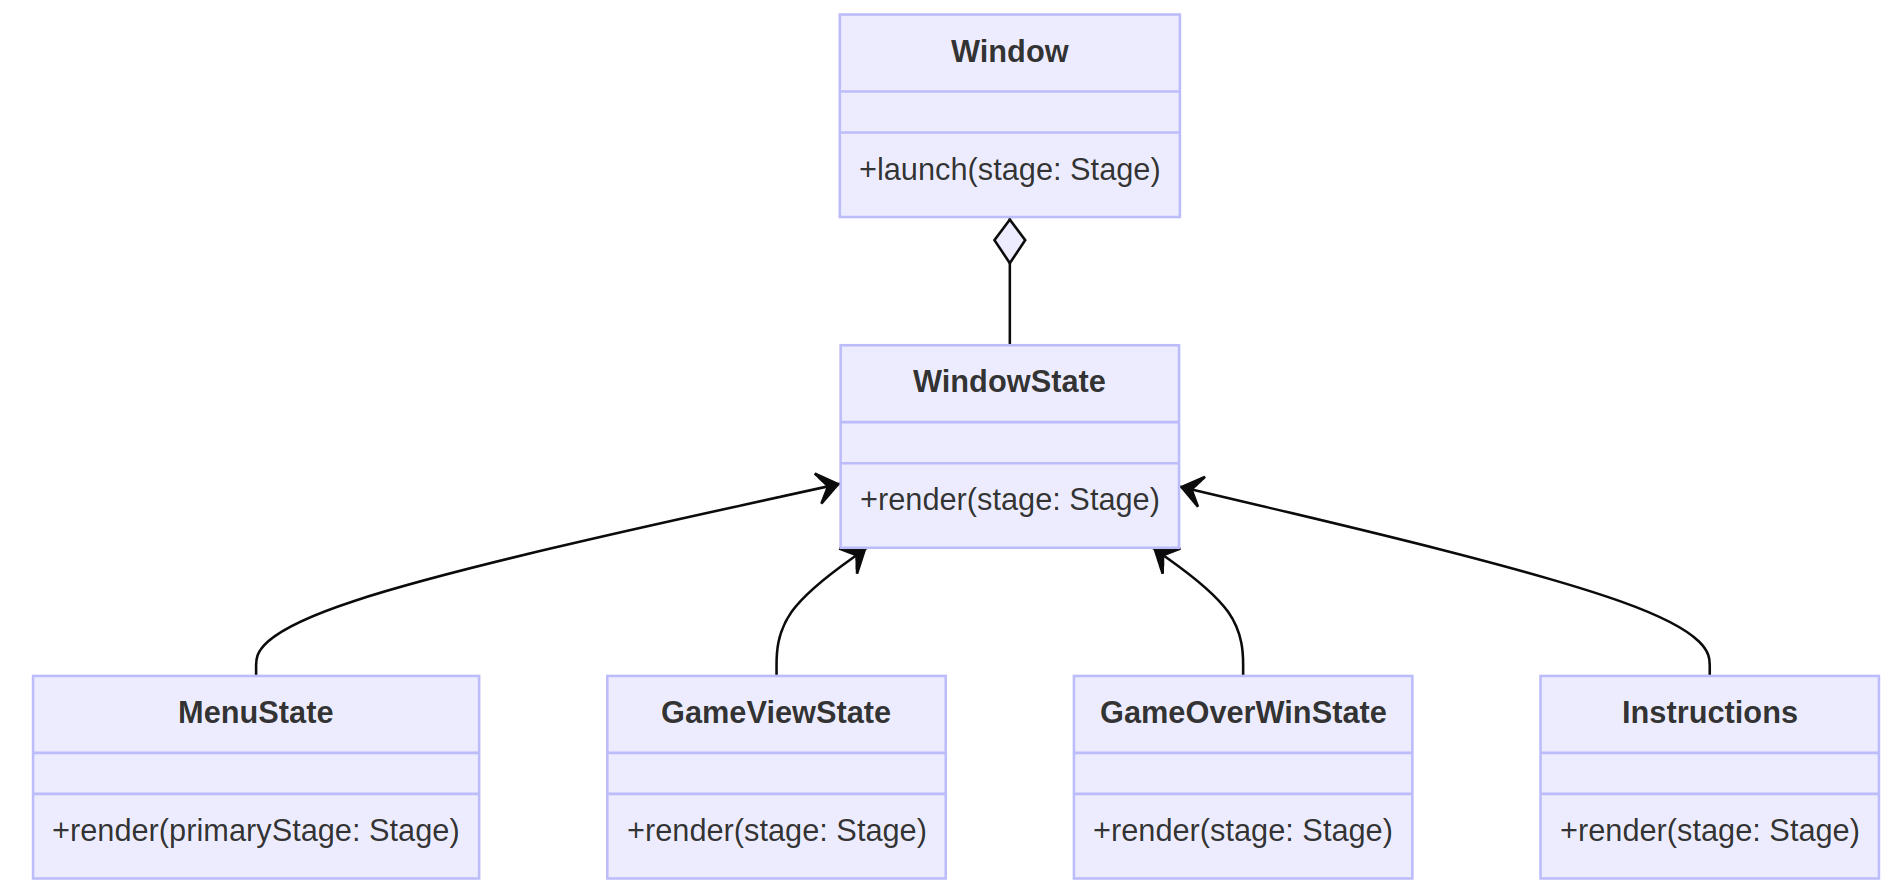 Window
+launch(stage: Stage)
WindowState
+render(stage: Stage)
MenuState
+render(primaryStage: Stage)
GameViewState
+render(stage: Stage)
GameOverWinState
+render(stage: Stage)
Instructions
+render(stage: Stage)